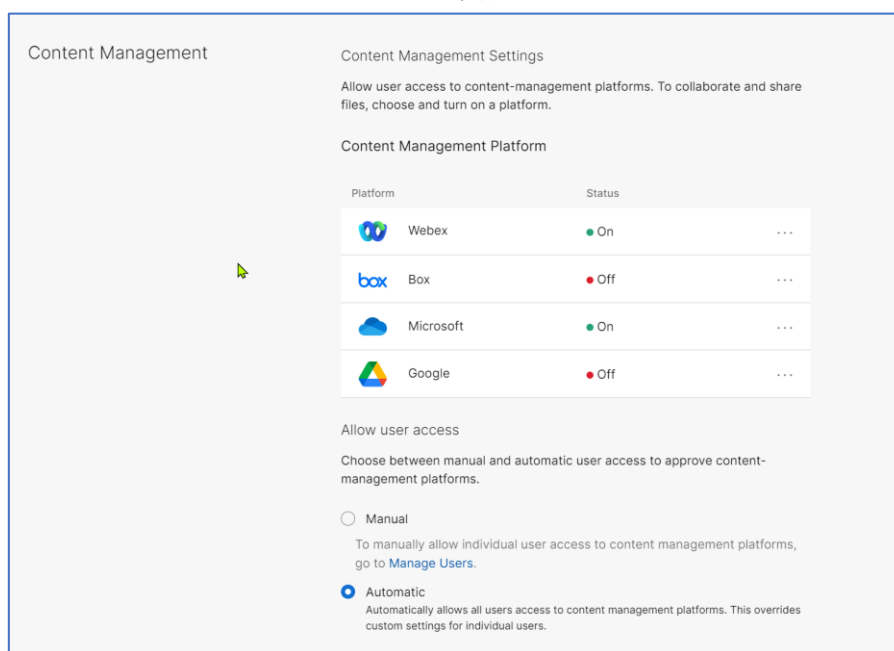 Content Management
Content Management Settings
Allow user access to content-management platforms. To collaborate and share
files, choose and turn on a platform.
Content Management Platform
Platform Status
Webex On ...
box Box Off ...
Microsoft On ...
Google Off ...
Allow user access
Choose between manual and automatic user access to approve content-
management platforms.
Manual
To manually allow individual user access to content management platforms,
go to Manage Users.
Automatic
Automatically allows all users access to content management platforms. This overrides
custom settings for individual users.